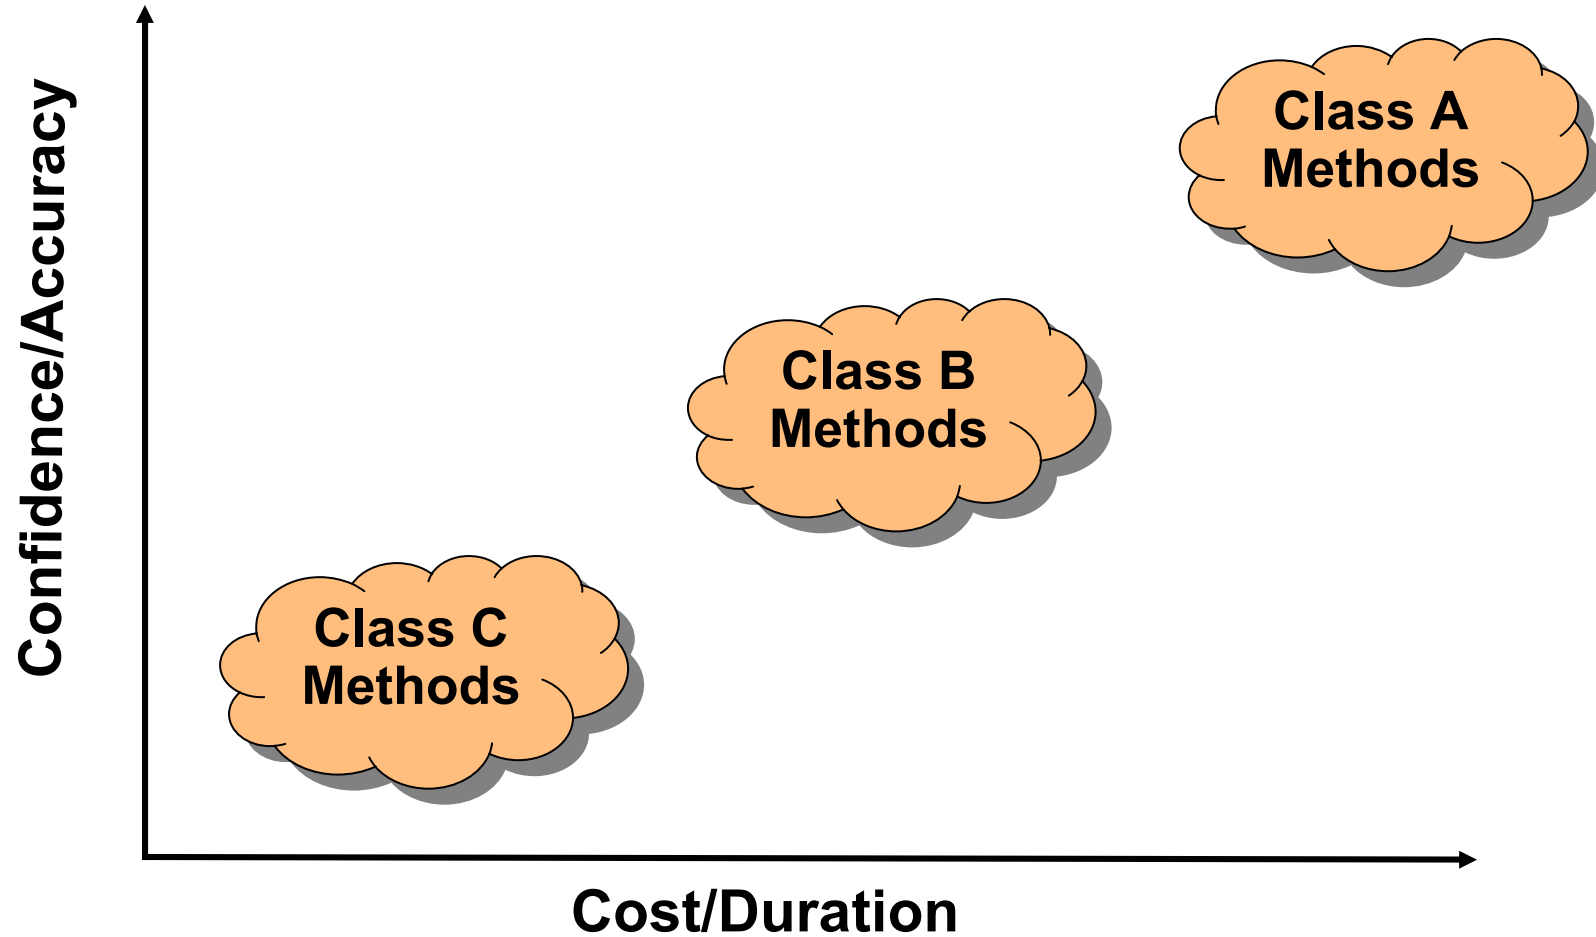 Confidence/Accuracy
Class A
Methods
Class B
Methods
Class C
Methods
Cost/Duration